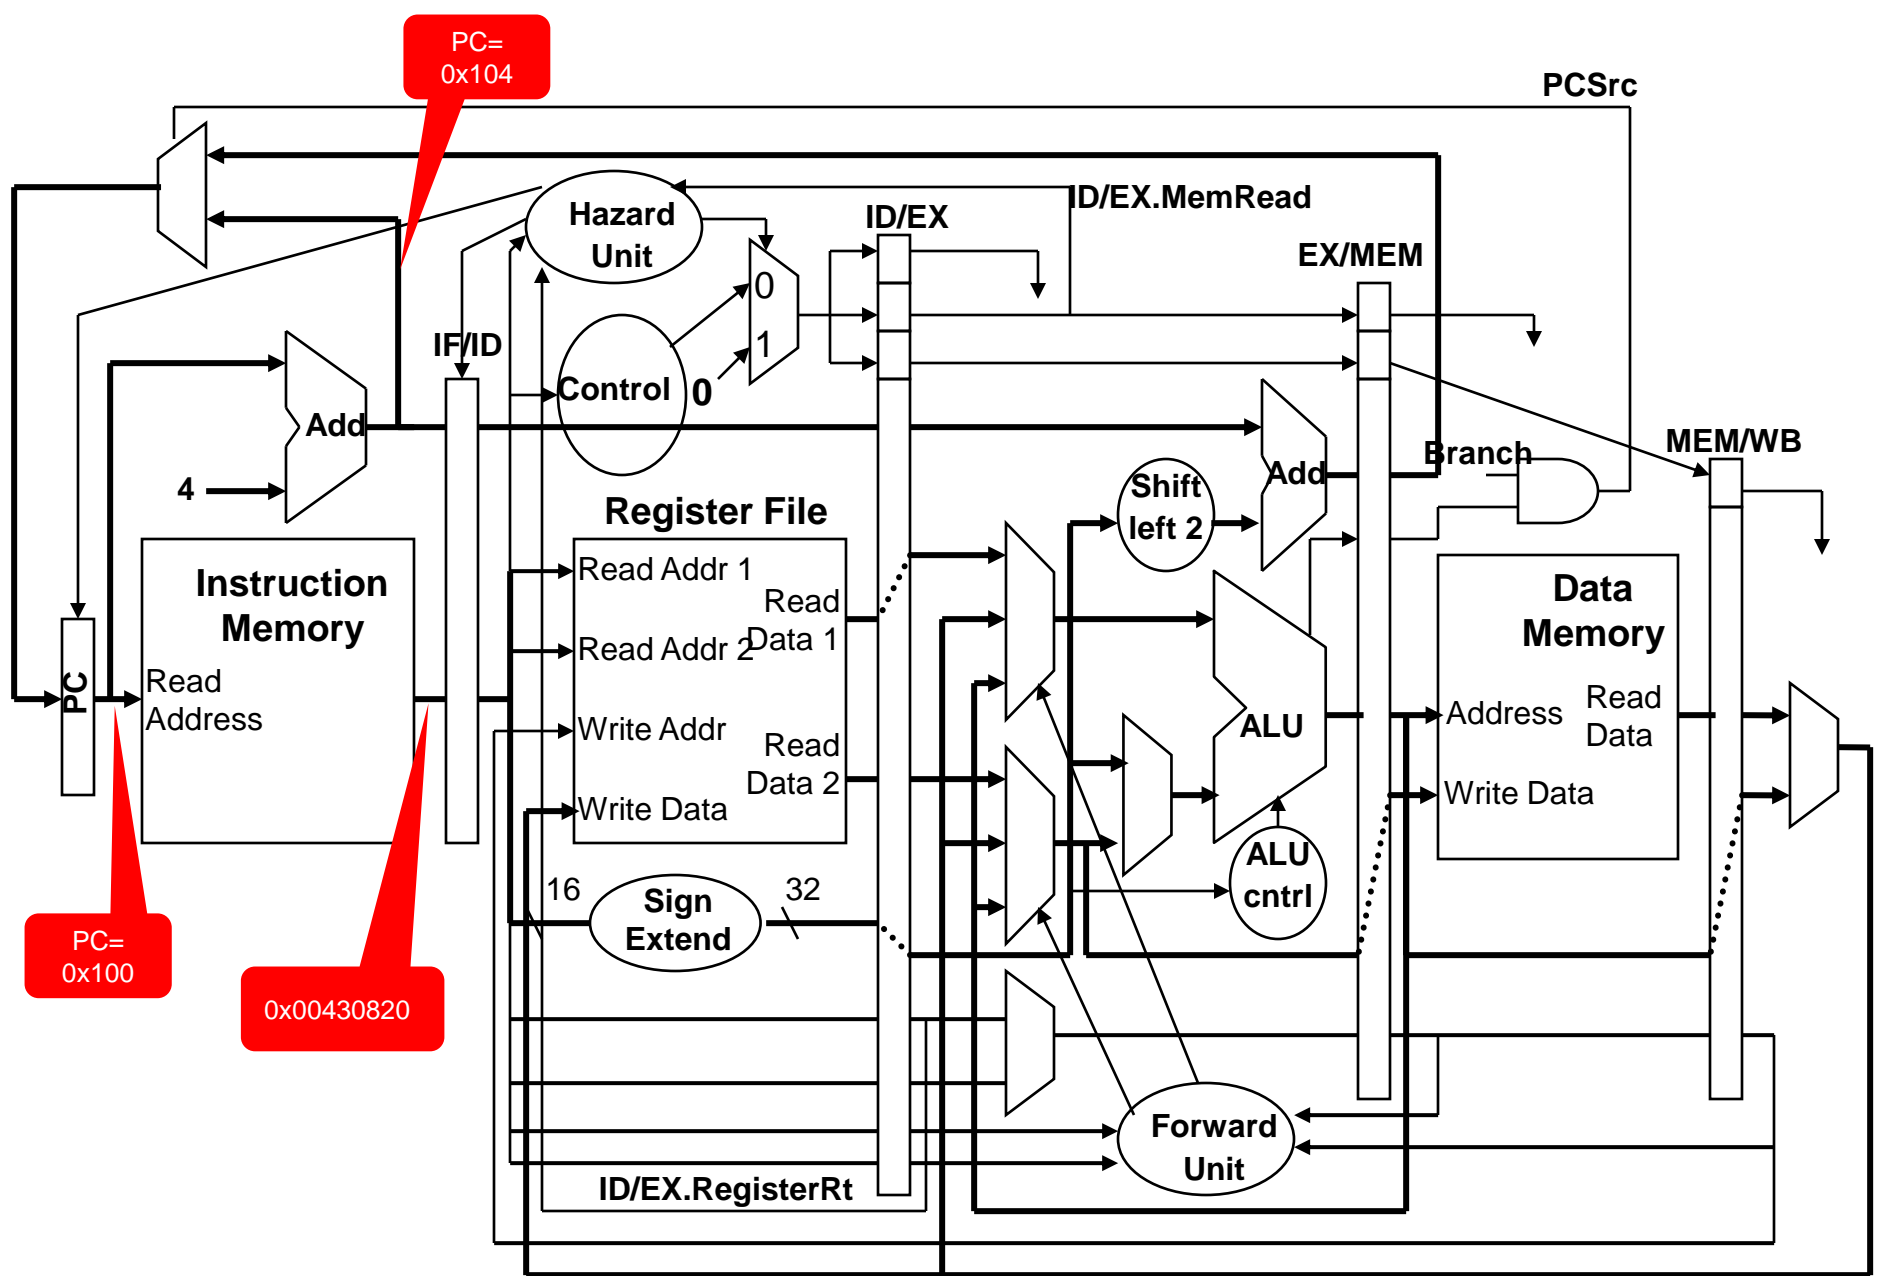 PC=
0x104
PCSrc
Hazard
Unit
ID/EX.MemRead
ID/EX
EX/MEM
0
1
IF/ID
Control
0
Add
4
Branch
MEM/WB
Shift
left 2
Add
Register File
Instruction
Memory
Read Addr 1
Read
Data 1
Data
Memory
Read Addr 2
PC
Read
Address
Write Addr
Read
Data 2
ALU
Address
Read
Data
Write Data
Write Data
16
Sign
Extend
32
ALU
cntrl
PC=
0x100
0x00430820
Forward
Unit
ID/EX.RegisterRt